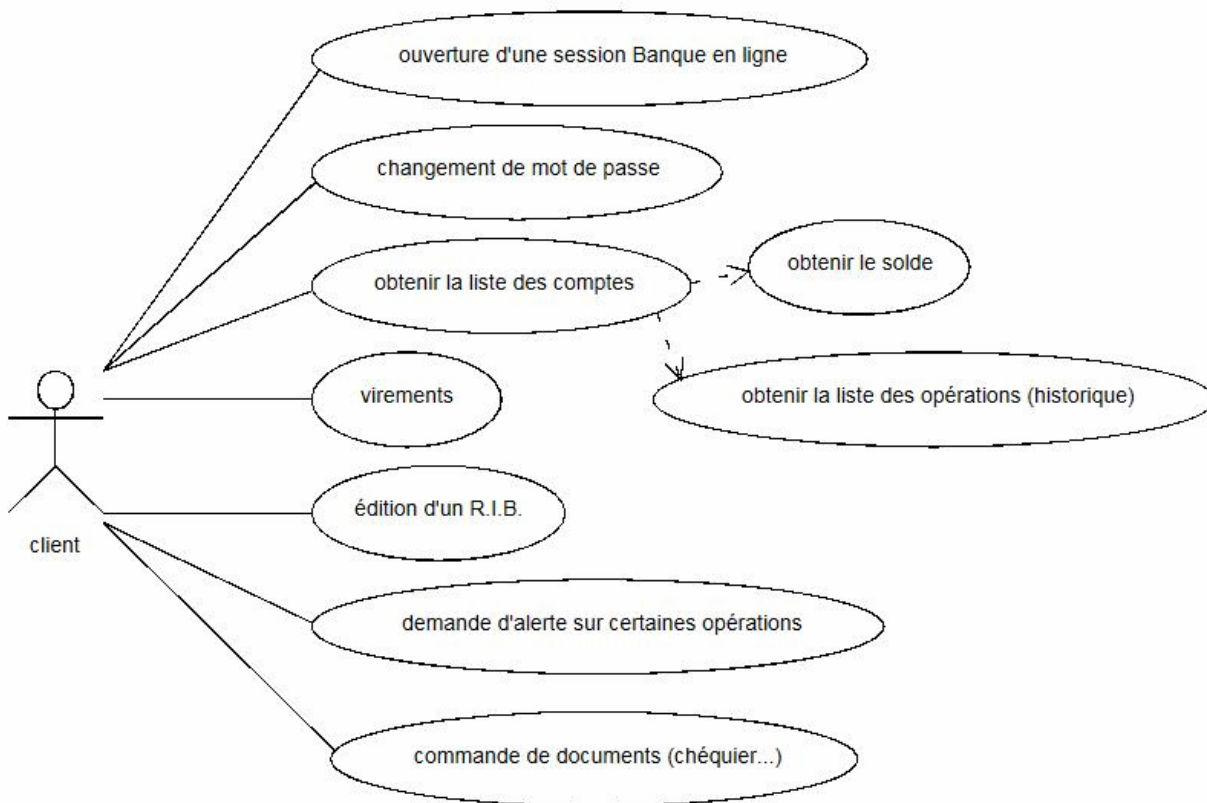 ouverture d'une session Banque en ligne
changement de mot de passe
obtenir la liste des comptes
obtenir le solde
virements
obtenir la liste des opérations (historique)
édition d'un R.I.B.
client
demande d'alerte sur certaines opérations
commande de documents (chéquier...)